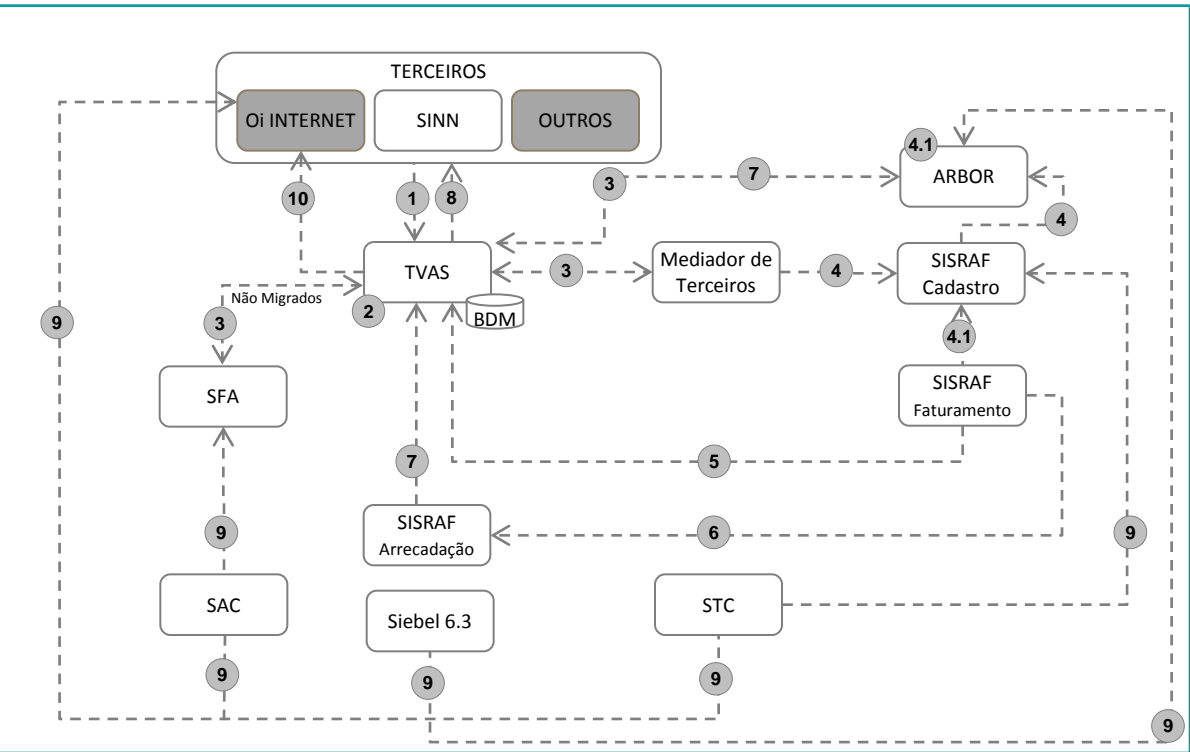 TERCEIROS
Oi INTERNET
SINN
OUTROS
4.1
ARBOR
10
1
8
3
7
4
TVAS
2
BDM
3
Mediador de
Terceiros
4
SISRAF
Cadastro
Não Migrados
9
3
4.1
SFA
SISRAF
Faturamento
7
5
SISRAF
Arrecadação
9
6
9
SAC
Siebel 6.3
STC
9
9
9
9